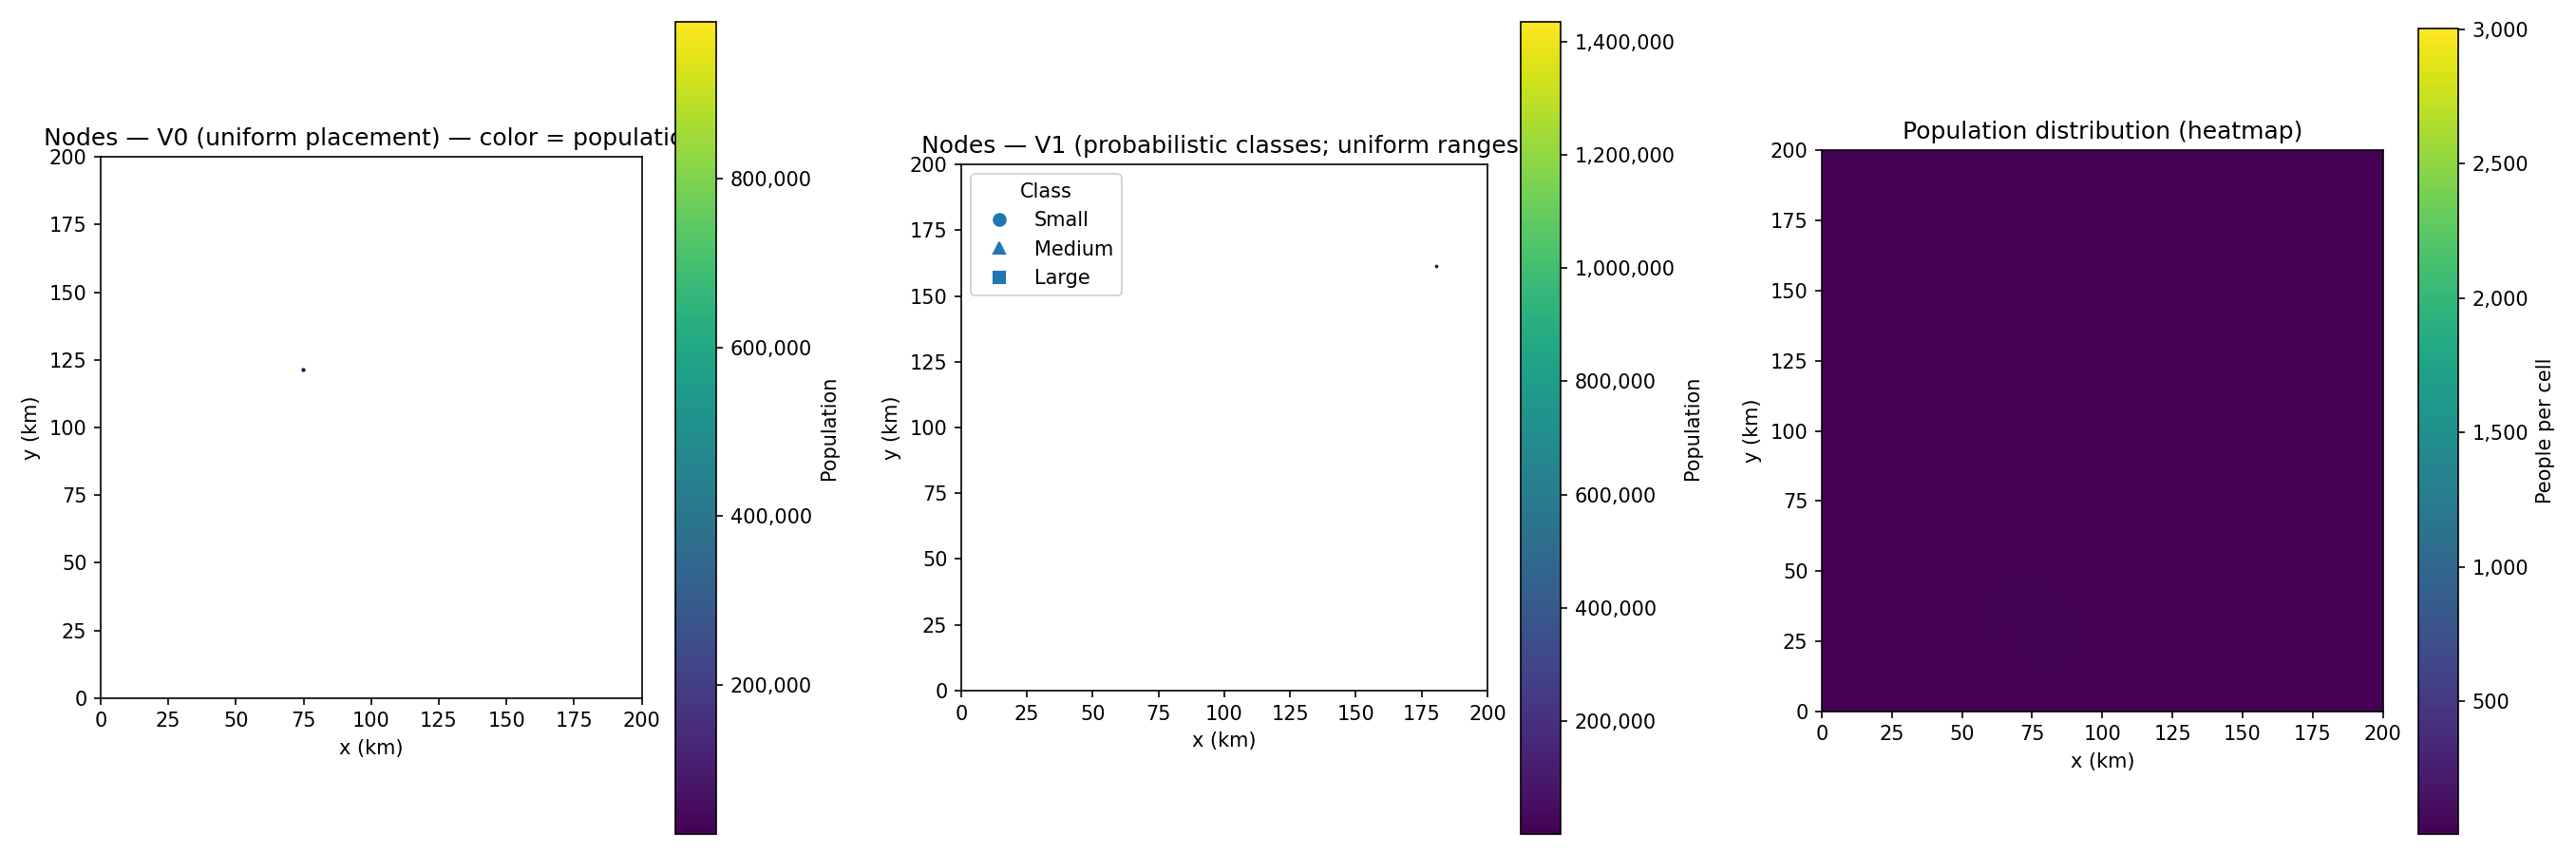 Nodes — V0 (uniform placement) — color = populatio
200
175
150
125
100
75
50
25
0
0 25 50 75 100 125 150 175 200
x (km)
y (km)
800,000
600,000
400,000
200,000
Population
Nodes — V1 (probabilistic classes; uniform ranges
Class
Small
Medium
Large
200
175
150
125
100
75
50
25
0
0 25 50 75 100 125 150 175 200
x (km)
y (km)
1,400,000
1,200,000
1,000,000
800,000
600,000
400,000
200,000
Population
Population distribution (heatmap)
200
175
150
125
100
75
50
25
0
0 25 50 75 100 125 150 175 200
x (km)
y (km)
3,000
2,500
2,000
1,500
1,000
500
People per cell